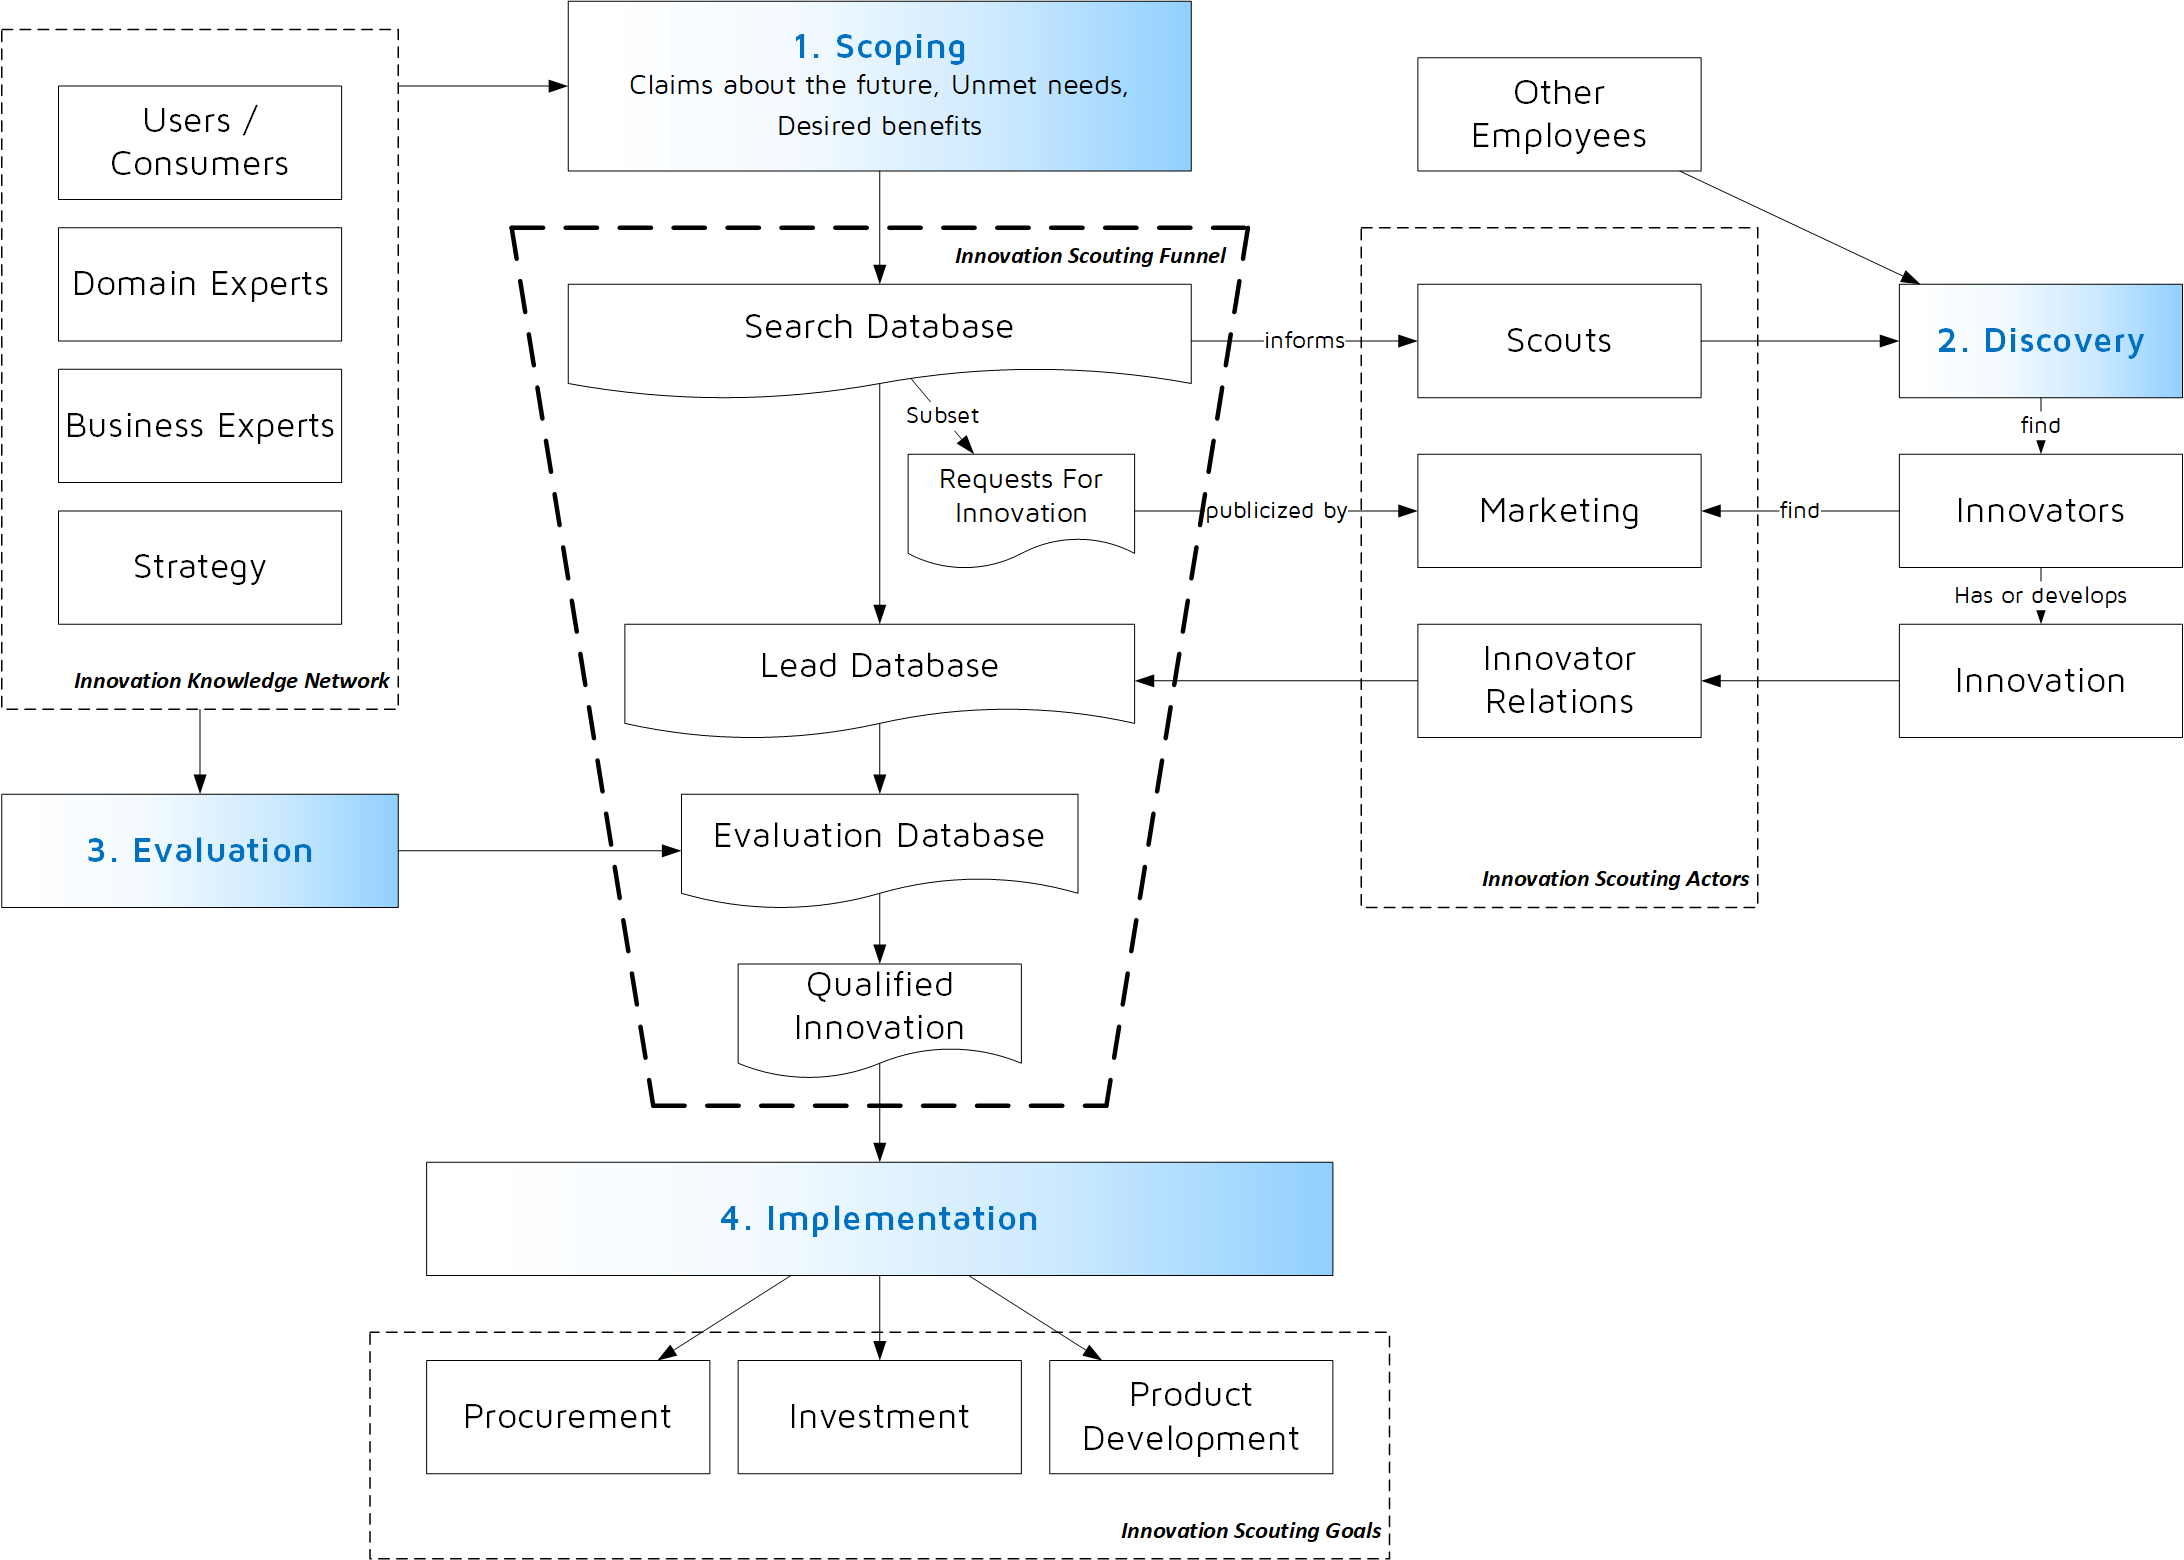 1. Scoping
Claims about the future, Unmet needs,
Desired benefits
Users /
Consumers
Domain Experts
Business Experts
Strategy
Innovation Knowledge Network
Other
Employees
Innovation Scouting Funnel
Search Database
informs
Scouts
2. Discovery
Subset
find
Requests For
Innovation
publicized by
Marketing
find
Innovators
Has or develops
Lead Database
Innovator
Relations
Innovation
3. Evaluation
Evaluation Database
Innovation Scouting Actors
Qualified
Innovation
4. Implementation
Procurement
Investment
Product
Development
Innovation Scouting Goals